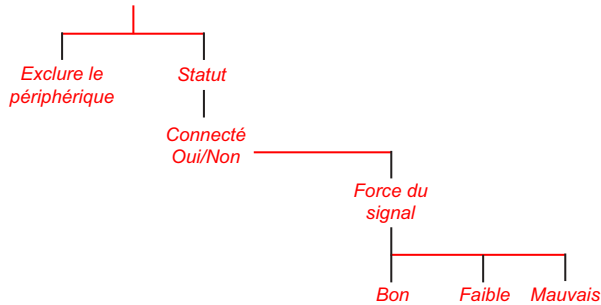 Exclure le
périphérique
Statut
Connecté
Oui/Non
Force du
signal
Bon
Faible
Mauvais